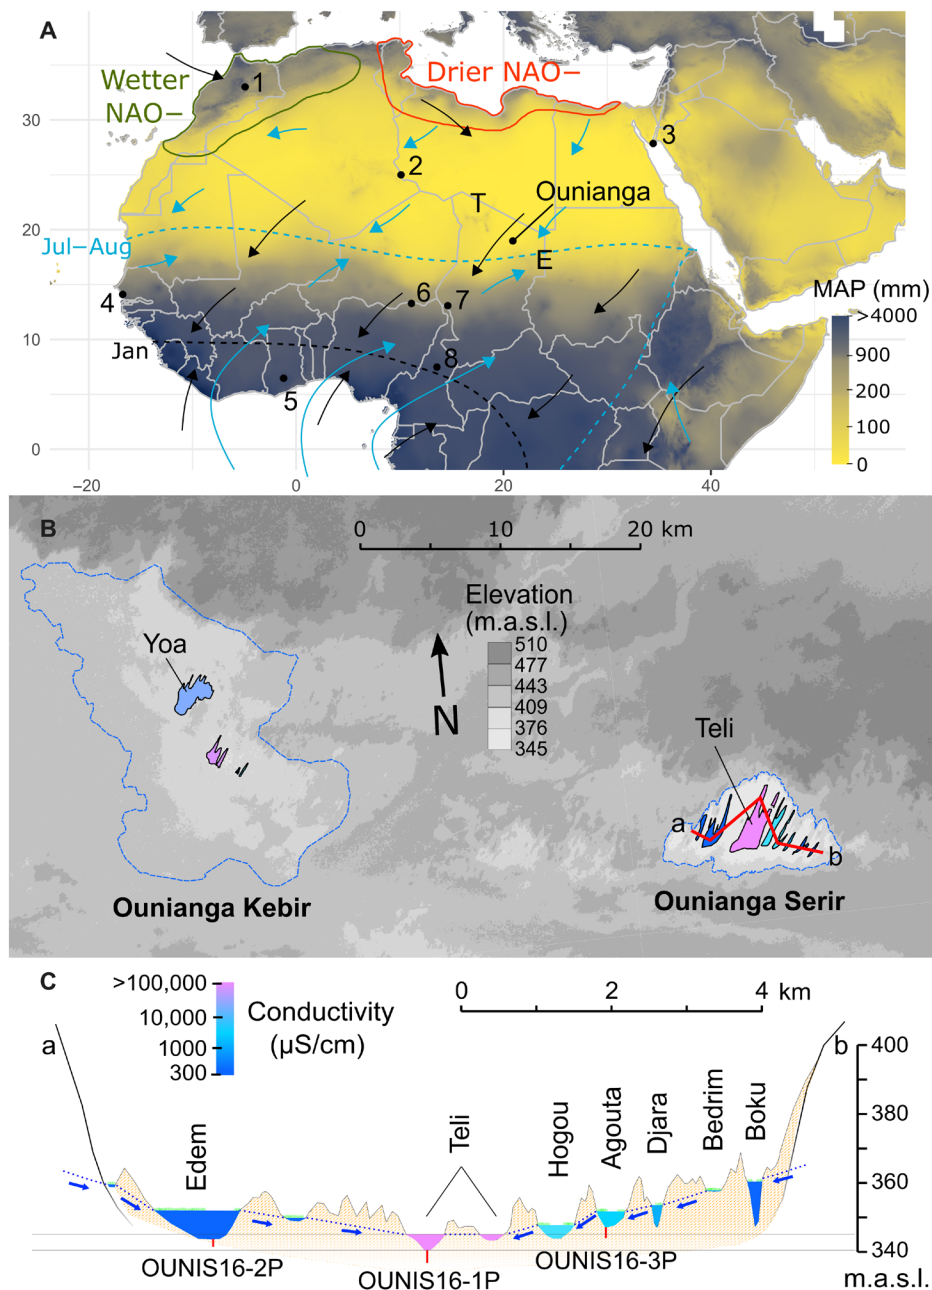 A
Wetter
NAO−
Drier NAO−
1
2
3
T
Ounianga
E
Jul−Aug
4
6
7
Jan
8
5
30
20
10
0
−20
0
20
40
MAP (mm)
>4000
900
200
100
0
B
0 10 20 km
Elevation
(m.a.s.l.)
510
477
443
409
376
345
N
Yoa
Teli
a
b
Ounianga Kebir
Ounianga Serir
C
>100,000
10,000
1000
300
Conductivity
(µS/cm)
0 2 4 km
a
b
400
380
360
340
m.a.s.l.
Edem
Teli
Hogou
Agouta
Djara
Bedrim
Boku
OUNIS16-2P
OUNIS16-1P
OUNIS16-3P